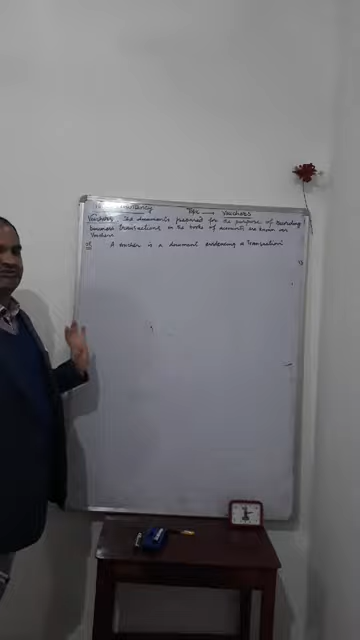 Topic → Vouchers
Vouchers The documents prepared for the purpose of recording
business transactions in the books of accounts are known as
Vouchers
or A voucher is a document evidencing a transaction